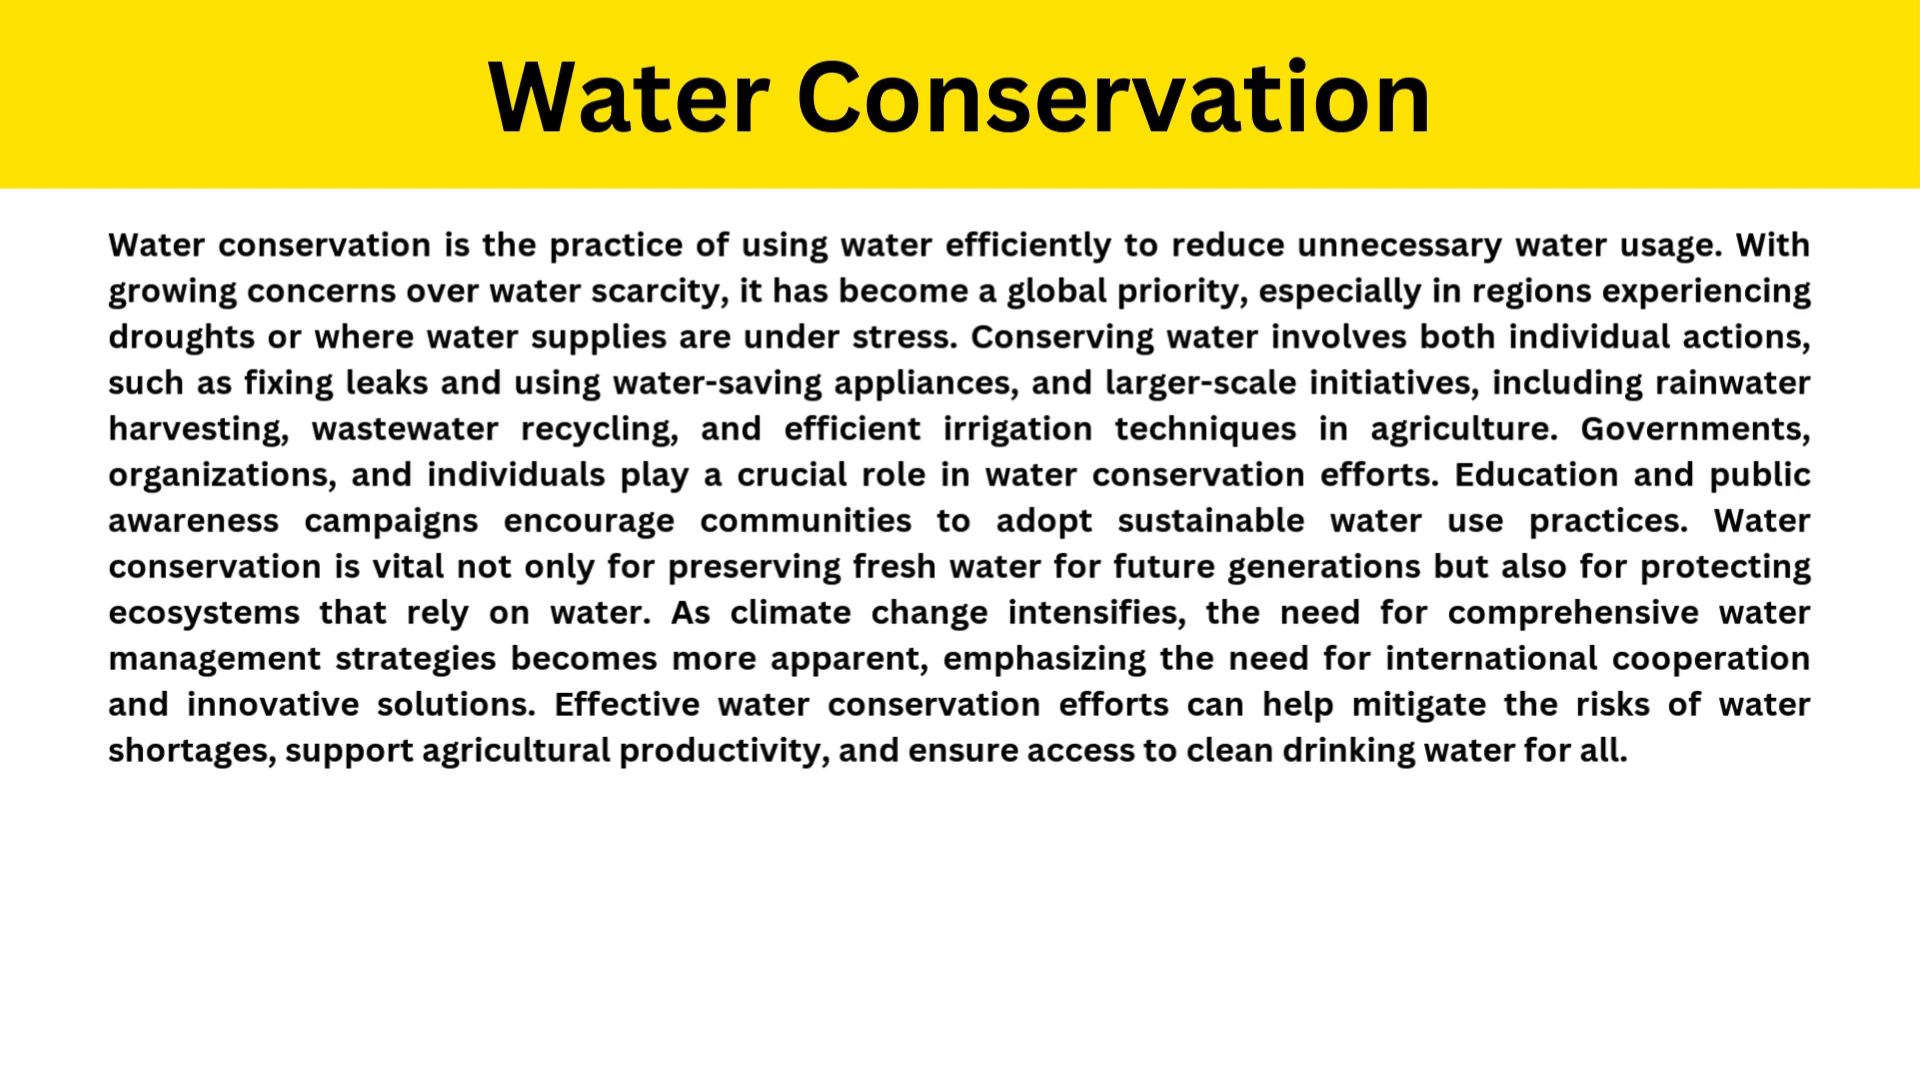 Water Conservation
Water conservation is the practice of using water efficiently to reduce unnecessary water usage. With
growing concerns over water scarcity, it has become a global priority, especially in regions experiencing
droughts or where water supplies are under stress. Conserving water involves both individual actions,
such as fixing leaks and using water-saving appliances, and larger-scale initiatives, including rainwater
harvesting, wastewater recycling, and efficient irrigation techniques in agriculture. Governments,
organizations, and individuals play a crucial role in water conservation efforts. Education and public
awareness campaigns encourage communities to adopt sustainable water use practices. Water
conservation is vital not only for preserving fresh water for future generations but also for protecting
ecosystems that rely on water. As climate change intensifies, the need for comprehensive water
management strategies becomes more apparent, emphasizing the need for international cooperation
and innovative solutions. Effective water conservation efforts can help mitigate the risks of water
shortages, support agricultural productivity, and ensure access to clean drinking water for all.